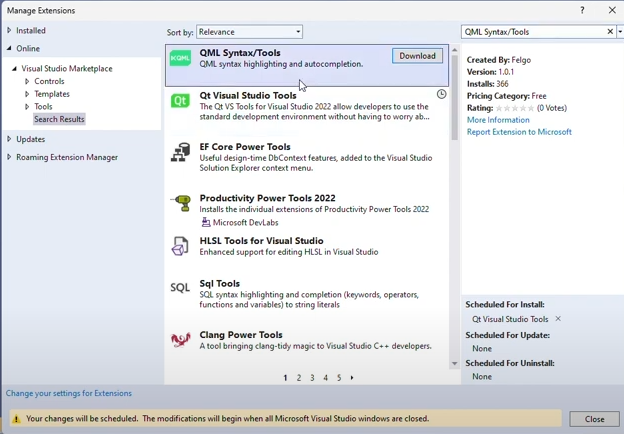 Manage Extensions
?
Installed
Online
Visual Studio Marketplace
Controls
Templates
Tools
Search Results
Updates
Roaming Extension Manager
Sort by: Relevance
KQML
QML Syntax/Tools
QML syntax highlighting and autocompletion.
Download
Qt
Qt Visual Studio Tools
The Qt VS Tools for Visual Studio 2022 allow developers to use the
standard development environment without having to worry ab...
EF Core Power Tools
Useful design-time DbContext features, added to the Visual Studio
Solution Explorer context menu.
Productivity Power Tools 2022
Installs the individual extensions of Productivity Power Tools 2022
Microsoft DevLabs
HLSL Tools for Visual Studio
Enhanced support for editing HLSL in Visual Studio
SQL
Sql Tools
SQL syntax highlighting and completion (keywords, operators,
functions and variables) to string literals
Clang Power Tools
A tool bringing clang-tidy magic to Visual Studio C++ developers.
1 2 3 4 5
QML Syntax/Tools
Created By: Felgo
Version: 1.0.1
Installs: 366
Pricing Category: Free
Rating: (0 Votes)
More Information
Report Extension to Microsoft
Scheduled For Install:
Qt Visual Studio Tools
Scheduled For Update:
None
Scheduled For Uninstall:
None
Change your settings for Extensions
Your changes will be scheduled. The modifications will begin when all Microsoft Visual Studio windows are closed.
Close